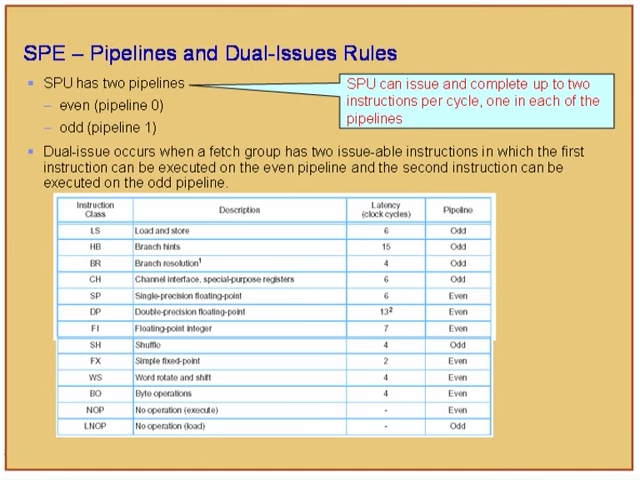 SPE – Pipelines and Dual-Issues Rules
SPU has two pipelines
– even (pipeline 0)
– odd (pipeline 1)
SPU can issue and complete up to two
instructions per cycle, one in each of the
pipelines
Dual-issue occurs when a fetch group has two issue-able instructions in which the first
instruction can be executed on the even pipeline and the second instruction can be
executed on the odd pipeline.
Instruction Class Description Latency (clock cycles) Pipeline
LS Load and store 6 Odd
HB Branch hints 15 Odd
BR Branch resolution1 4 Odd
CH Channel interface, special-purpose registers 6 Odd
SP Single-precision floating-point 6 Even
DP Double-precision floating-point 132 Even
FI Floating-point integer 7 Even
SH Shuffle 4 Odd
FX Simple fixed-point 2 Even
WS Word rotate and shift 4 Even
BO Byte operations 4 Even
NOP No operation (execute) - Even
LNOP No operation (load) - Odd